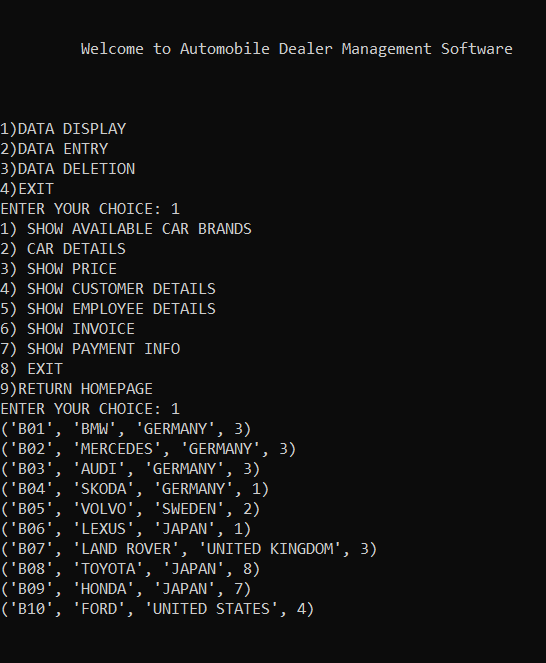 Welcome to Automobile Dealer Management Software
1)DATA DISPLAY
2)DATA ENTRY
3)DATA DELETION
4)EXIT
ENTER YOUR CHOICE: 1
1) SHOW AVAILABLE CAR BRANDS
2) CAR DETAILS
3) SHOW PRICE
4) SHOW CUSTOMER DETAILS
5) SHOW EMPLOYEE DETAILS
6) SHOW INVOICE
7) SHOW PAYMENT INFO
8) EXIT
9)RETURN HOMEPAGE
ENTER YOUR CHOICE: 1
('B01', 'BMW', 'GERMANY', 3)
('B02', 'MERCEDES', 'GERMANY', 3)
('B03', 'AUDI', 'GERMANY', 3)
('B04', 'SKODA', 'GERMANY', 1)
('B05', 'VOLVO', 'SWEDEN', 2)
('B06', 'LEXUS', 'JAPAN', 1)
('B07', 'LAND ROVER', 'UNITED KINGDOM', 3)
('B08', 'TOYOTA', 'JAPAN', 8)
('B09', 'HONDA', 'JAPAN', 7)
('B10', 'FORD', 'UNITED STATES', 4)